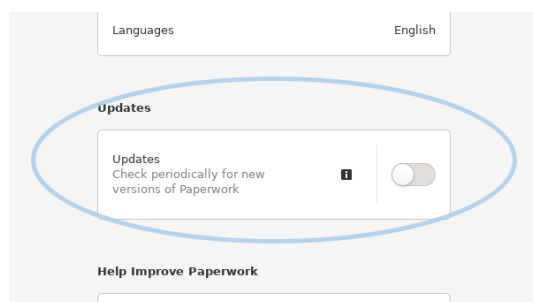 Languages English
Updates
Updates
Check periodically for new
versions of Paperwork
Help Improve Paperwork